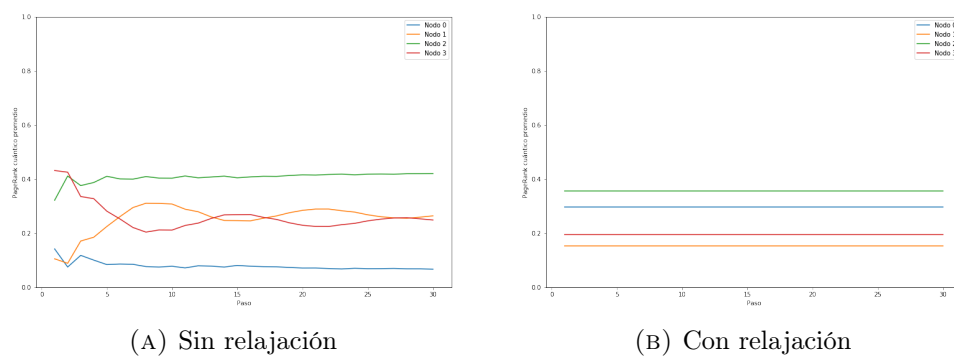 1.0
0.8
0.6
0.4
0.2
0.0
PageRank cuántico promedio
0
5
10
15
20
25
30
Paso
Nodo 0
Nodo 1
Nodo 2
Nodo 3
(A) Sin relajación
1.0
0.8
0.6
0.4
0.2
0.0
PageRank cuántico promedio
0
5
10
15
20
25
30
Paso
Nodo 0
Nodo 1
Nodo 2
Nodo 3
(B) Con relajación